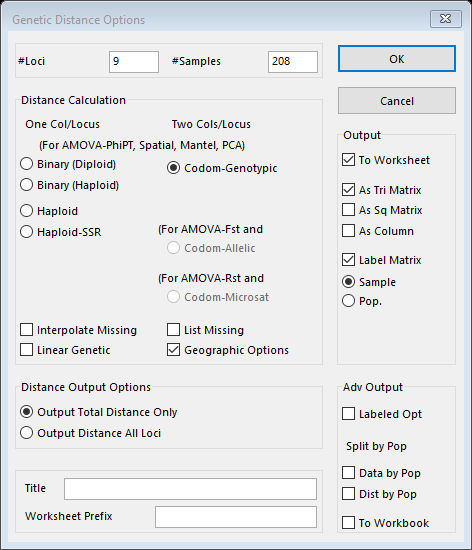 Genetic Distance Options
#Loci 9 #Samples 208
OK
Cancel
Distance Calculation
One Col/Locus Two Cols/Locus
(For AMOVA-PhiPT, Spatial, Mantel, PCA)
Binary (Diploid) Codom-Genotypic
Binary (Haploid)
Haploid
Haploid-SSR (For AMOVA-Fst and
Codom-Allelic
(For AMOVA-Rst and
Codom-Microsat
Interpolate Missing List Missing
Linear Genetic Geographic Options
Output
To Worksheet
As Tri Matrix
As Sq Matrix
As Column
Label Matrix
Sample
Pop.
Distance Output Options
Output Total Distance Only
Output Distance All Loci
Adv Output
Labeled Opt
Split by Pop
Data by Pop
Dist by Pop
To Workbook
Title
Worksheet Prefix